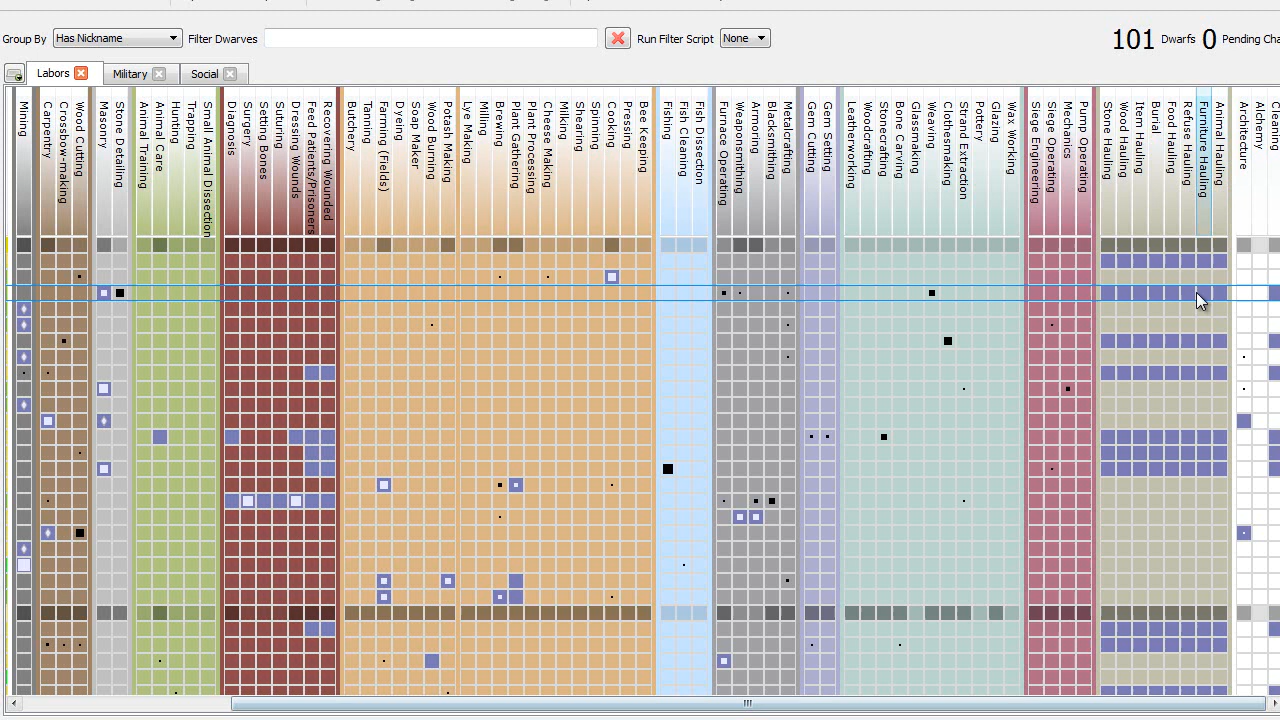 Group By Has Nickname Filter Dwarves Run Filter Script None 101 Dwarfs 0 Pending Cha
Labors Military Social
Mining
Carpentry
Crossbow-making
Wood Cutting
Masonry
Stone Detailing
Animal Training
Animal Care
Hunting
Trapping
Small Animal Dissection
Diagnosis
Surgery
Setting Bones
Suturing
Dressing Wounds
Feed Patients/Prisoners
Recovering Wounded
Butchery
Tanning
Farming (Fields)
Dyeing
Soap Maker
Wood Burning
Potash Making
Lye Making
Milling
Brewing
Plant Gathering
Plant Processing
Cheese Making
Milking
Shearing
Spinning
Cooking
Pressing
Bee Keeping
Fishing
Fish Cleaning
Fish Dissection
Furnace Operating
Weaponsmithing
Armoring
Blacksmithing
Metalcrafting
Gem Cutting
Gem Setting
Leatherworking
Woodcrafting
Stonecrafting
Bone Carving
Glassmaking
Weaving
Clothesmaking
Strand Extraction
Pottery
Glazing
Wax Working
Siege Engineering
Siege Operating
Mechanics
Pump Operating
Stone Hauling
Wood Hauling
Item Hauling
Burial
Food Hauling
Refuse Hauling
Furniture Hauling
Animal Hauling
Architecture
Alchemy
Cleaning